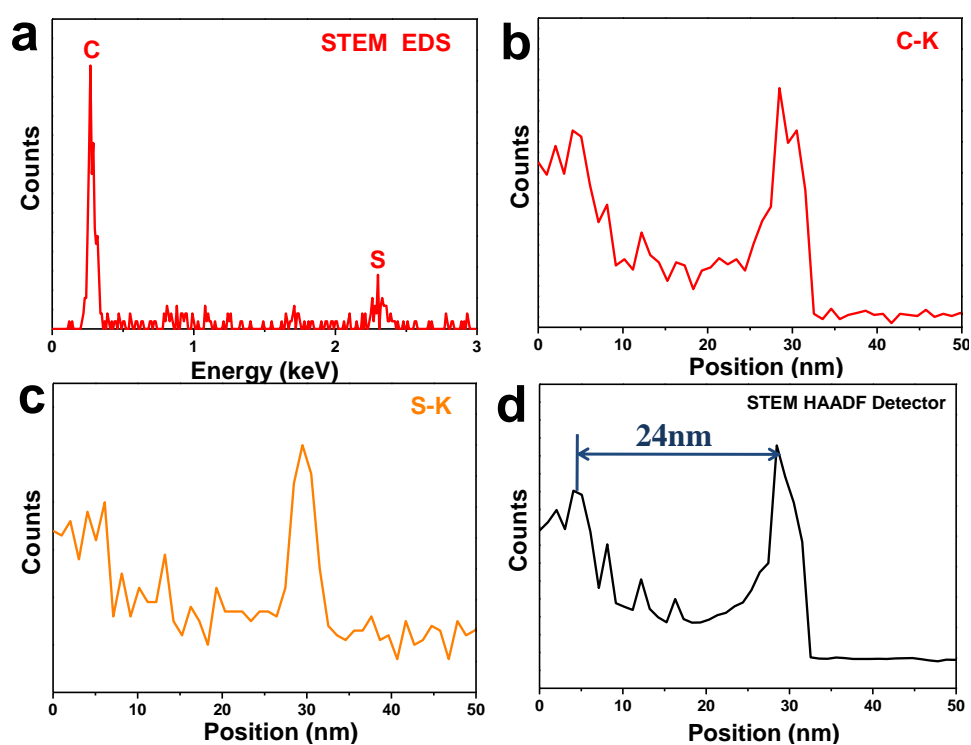 a
STEM EDS
C
S
Counts
0 1 2 3
Energy (keV)
b
C-K
Counts
0 10 20 30 40 50
Position (nm)
c
S-K
Counts
0 10 20 30 40 50
Position (nm)
d
STEM HAADF Detector
24nm
Counts
0 10 20 30 40 50
Position (nm)